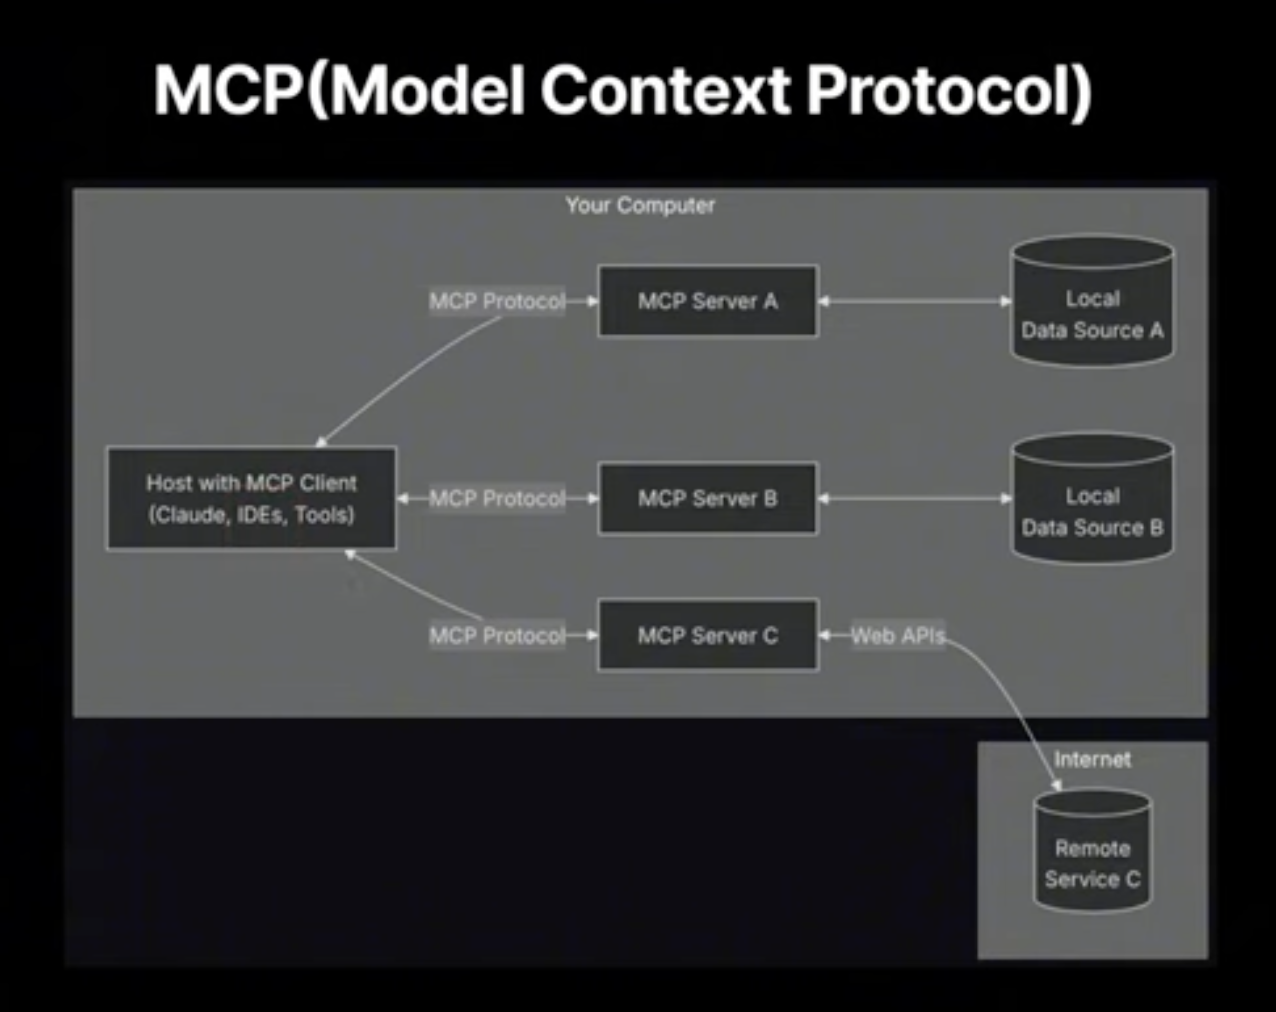 MCP(Model Context Protocol)
Your Computer
MCP Protocol
MCP Server A
Local
Data Source A
Host with MCP Client
(Claude, IDEs, Tools)
MCP Protocol
MCP Server B
Local
Data Source B
MCP Protocol
MCP Server C
Web APIs
Internet
Remote
Service C